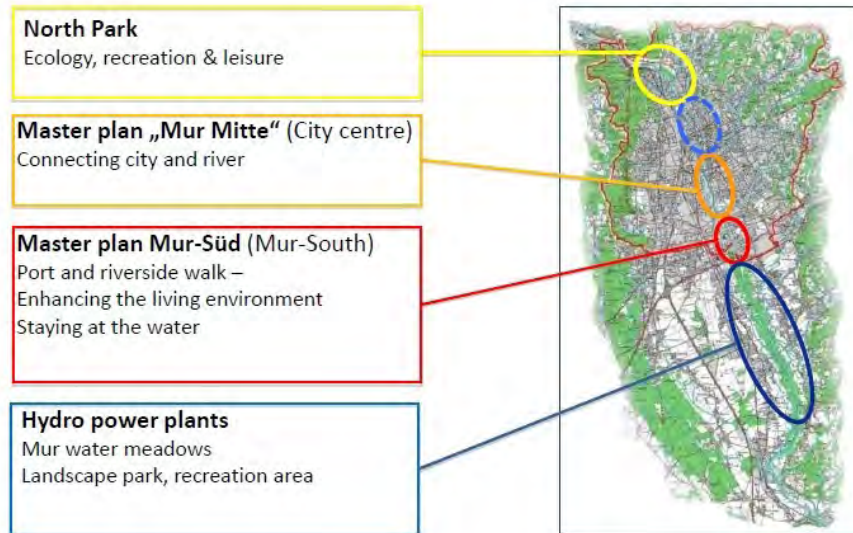 North Park
Ecology, recreation & leisure
Master plan „Mur Mitte“ (City centre)
Connecting city and river
Master plan Mur-Süd (Mur-South)
Port and riverside walk –
Enhancing the living environment
Staying at the water
Hydro power plants
Mur water meadows
Landscape park, recreation area